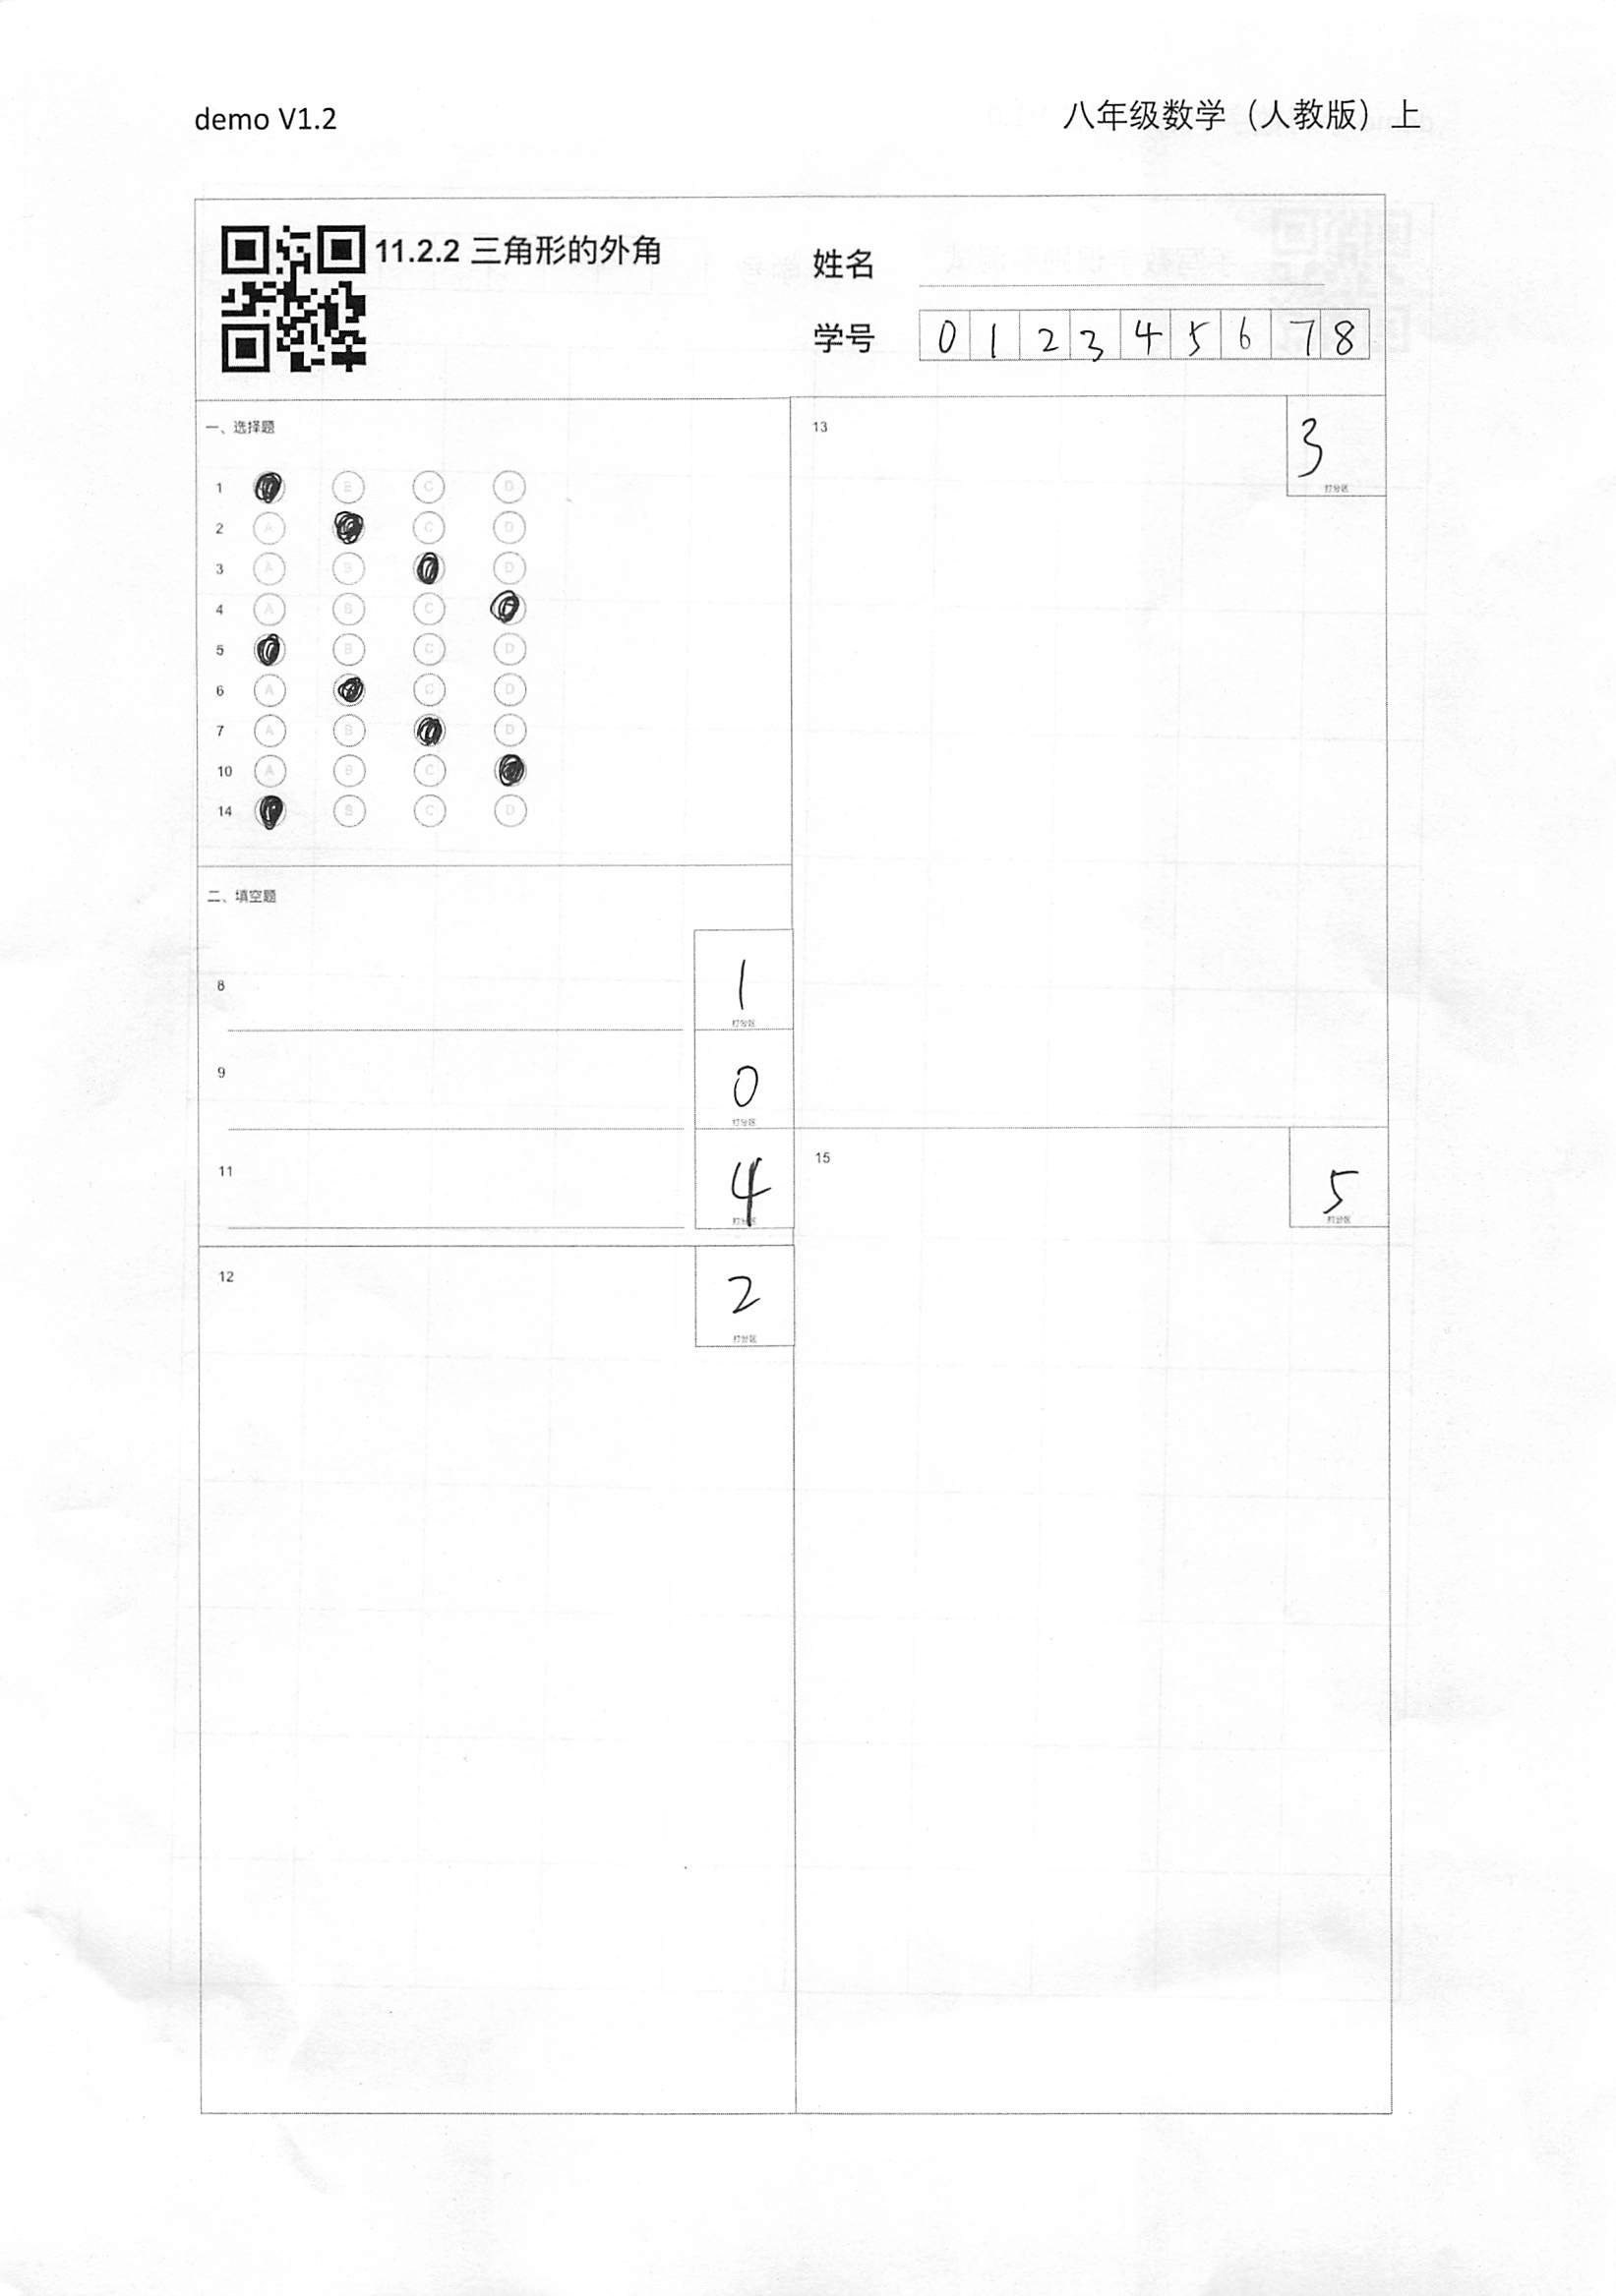 demo V1.2
八年级数学（人教版）上
11.2.2 三角形的外角
姓名
学号 0 1 2 3 4 5 6 7 8
一、选择题
1 B C D
2 A C D
3 A B D
4 A B C
5 B C D
6 A C D
7 A B D
10 A B C
14 B C D
二、填空题
8 1
打分区
9 0
打分区
11 4
打分区
12 2
打分区
13 3
打分区
15 5
打分区